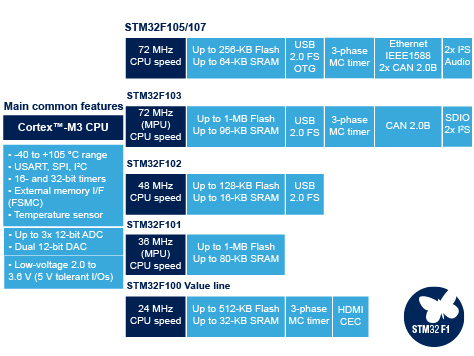 STM32F105/107
72 MHz
CPU speed
Up to 256-KB Flash
Up to 64-KB SRAM
USB
2.0 FS
OTG
3-phase
MC timer
Ethernet
IEEE1588
2x CAN 2.0B
2x I²S
Audio
Main common features
Cortex™-M3 CPU
• -40 to +105 °C range
• USART, SPI, I²C
• 16- and 32-bit timers
• External memory I/F
(FSMC)
• Temperature sensor
• Up to 3x 12-bit ADC
• Dual 12-bit DAC
• Low-voltage 2.0 to
3.6 V (5 V tolerant I/Os)
STM32F103
72 MHz
(MPU)
CPU speed
Up to 1-MB Flash
Up to 96-KB SRAM
USB
2.0 FS
3-phase
MC timer
CAN 2.0B
SDIO
2x I²S
STM32F102
48 MHz
CPU speed
Up to 128-KB Flash
Up to 16-KB SRAM
USB
2.0 FS
STM32F101
36 MHz
(MPU)
CPU speed
Up to 1-MB Flash
Up to 80-KB SRAM
STM32F100 Value line
24 MHz
CPU speed
Up to 512-KB Flash
Up to 32-KB SRAM
3-phase
MC timer
HDMI
CEC
STM32 F1